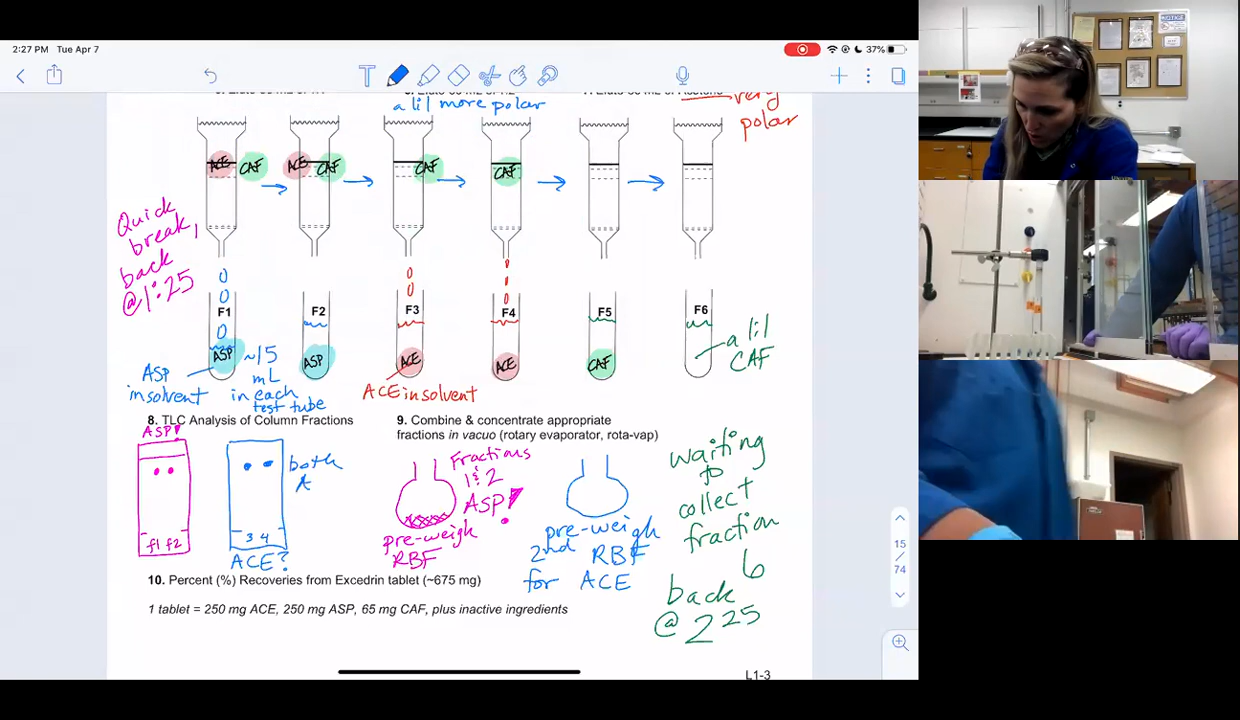 2:27 PM Tue Apr 7
37%
a lil more polar
very
polar
ACE CAF ACE CAF CAF CAF
Quick
break,
back
@1:25
F1 F2 F3 F4 F5 F6
ASP ASP ACE ACE CAF
a lil
CAF
ASP
in solvent
~15
mL
in each
test tube
ACE in solvent
8. TLC Analysis of Column Fractions
ASP!
f1 f2
both
3 4
ACE?
9. Combine & concentrate appropriate
fractions in vacuo (rotary evaporator, rota-vap)
Fractions
1 & 2
ASP!
pre-weigh
RBF
pre-weigh
2nd RBF
for ACE
waiting
to
collect
fraction
6
back
@ 2 25
10. Percent (%) Recoveries from Excedrin tablet (~675 mg)
1 tablet = 250 mg ACE, 250 mg ASP, 65 mg CAF, plus inactive ingredients
L1-3
15
/
74
NOTICE